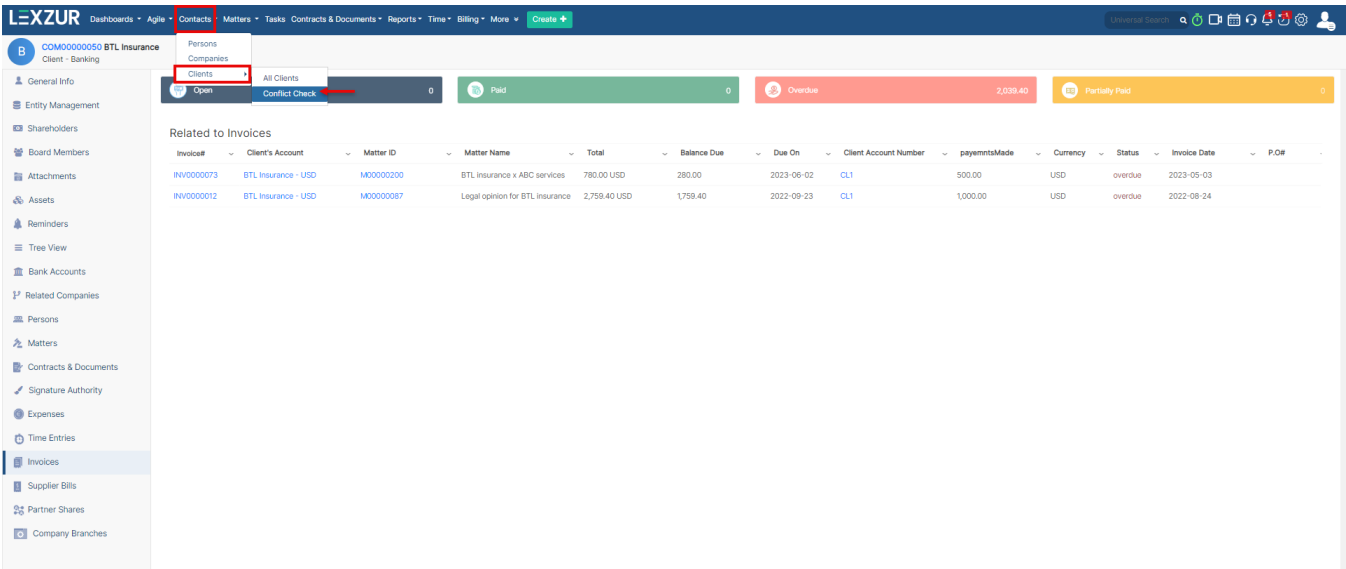 LEXZUR Dashboards Agile Contacts Matters Tasks Contracts & Documents Reports Time Billing More Create + Universal Search
B COM00000050 BTL Insurance
Client - Banking
Persons
Companies
Clients
All Clients
Conflict Check
General Info
Entity Management
Shareholders
Board Members
Attachments
Assets
Reminders
Tree View
Bank Accounts
Related Companies
Persons
Matters
Contracts & Documents
Signature Authority
Expenses
Time Entries
Invoices
Supplier Bills
Partner Shares
Company Branches
Open 0 Paid 0 Overdue 2,039.40 Partially Paid 0
Related to Invoices
Invoice# Client's Account Matter ID Matter Name Total Balance Due Due On Client Account Number payemntsMade Currency Status Invoice Date P.O#
INV0000073 BTL Insurance - USD M00000200 BTL insurance x ABC services 780.00 USD 280.00 2023-06-02 CL1 500.00 USD overdue 2023-05-03
INV0000012 BTL Insurance - USD M00000087 Legal opinion for BTL insurance 2,759.40 USD 1,759.40 2022-09-23 CL1 1,000.00 USD overdue 2022-08-24